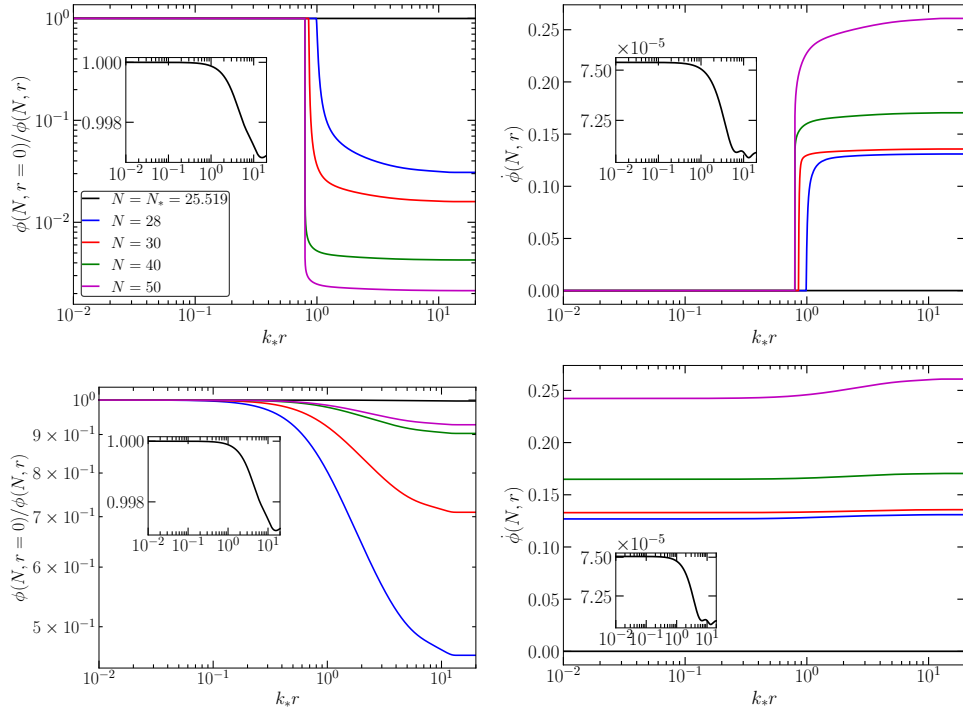 10^0
10^{-1}
10^{-2}
ϕ(N, r = 0)/ϕ(N, r)
1.000
0.998
10^{-2} 10^{-1} 10^0 10^1
N = N_* = 25.519
N = 28
N = 30
N = 40
N = 50
10^{-2} 10^{-1} 10^0 10^1
k_*r
0.25
0.20
0.15
0.10
0.05
0.00
ϕ̇(N, r)
×10^{-5}
7.50
7.25
10^{-2} 10^{-1} 10^0 10^1
10^{-2} 10^{-1} 10^0 10^1
k_*r
10^0
9 × 10^{-1}
8 × 10^{-1}
7 × 10^{-1}
6 × 10^{-1}
5 × 10^{-1}
ϕ(N, r = 0)/ϕ(N, r)
1.000
0.998
10^{-2} 10^{-1} 10^0 10^1
10^{-2} 10^{-1} 10^0 10^1
k_*r
0.25
0.20
0.15
0.10
0.05
0.00
ϕ̇(N, r)
×10^{-5}
7.50
7.25
10^{-2} 10^{-1} 10^0 10^1
10^{-2} 10^{-1} 10^0 10^1
k_*r